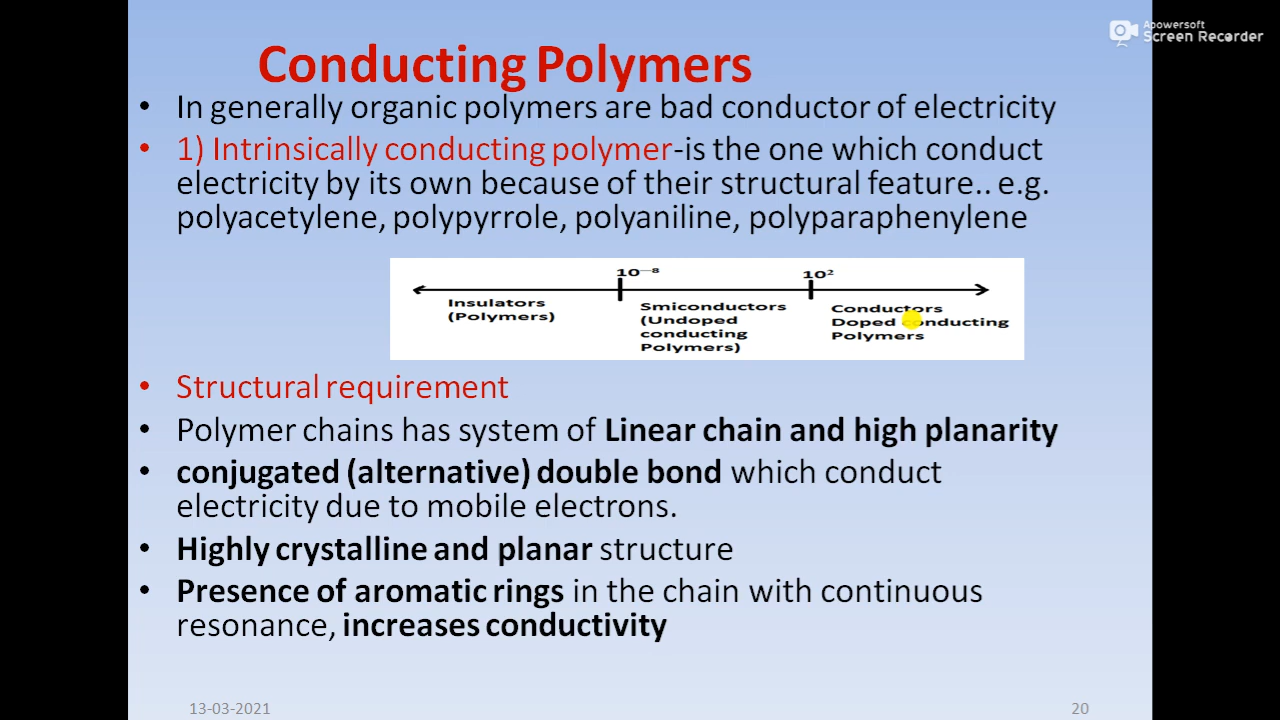 Apowersoft
Screen Recorder
Conducting Polymers
• In generally organic polymers are bad conductor of electricity
• 1) Intrinsically conducting polymer-is the one which conduct
electricity by its own because of their structural feature.. e.g.
polyacetylene, polypyrrole, polyaniline, polyparaphenylene
10⁻⁸ 10²
Insulators
(Polymers)
Smiconductors
(Undoped
conducting
Polymers)
Conductors
Doped conducting
Polymers
• Structural requirement
• Polymer chains has system of Linear chain and high planarity
• conjugated (alternative) double bond which conduct
electricity due to mobile electrons.
• Highly crystalline and planar structure
• Presence of aromatic rings in the chain with continuous
resonance, increases conductivity
13-03-2021 20